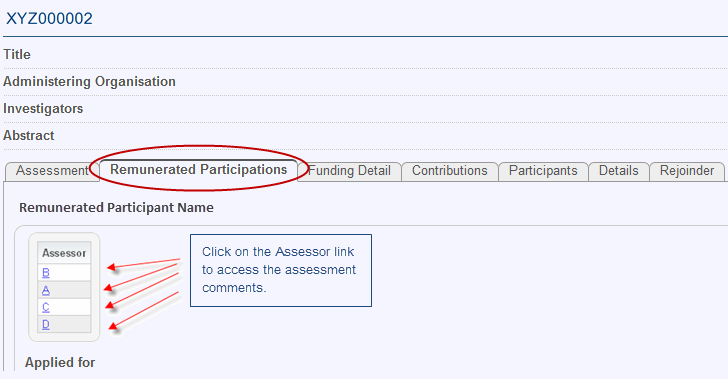 XYZ000002
Title
Administering Organisation
Investigators
Abstract
Assessment Remunerated Participations Funding Detail Contributions Participants Details Rejoinder
Remunerated Participant Name
Assessor
B
A
C
D
Click on the Assessor link
to access the assessment
comments.
Applied for